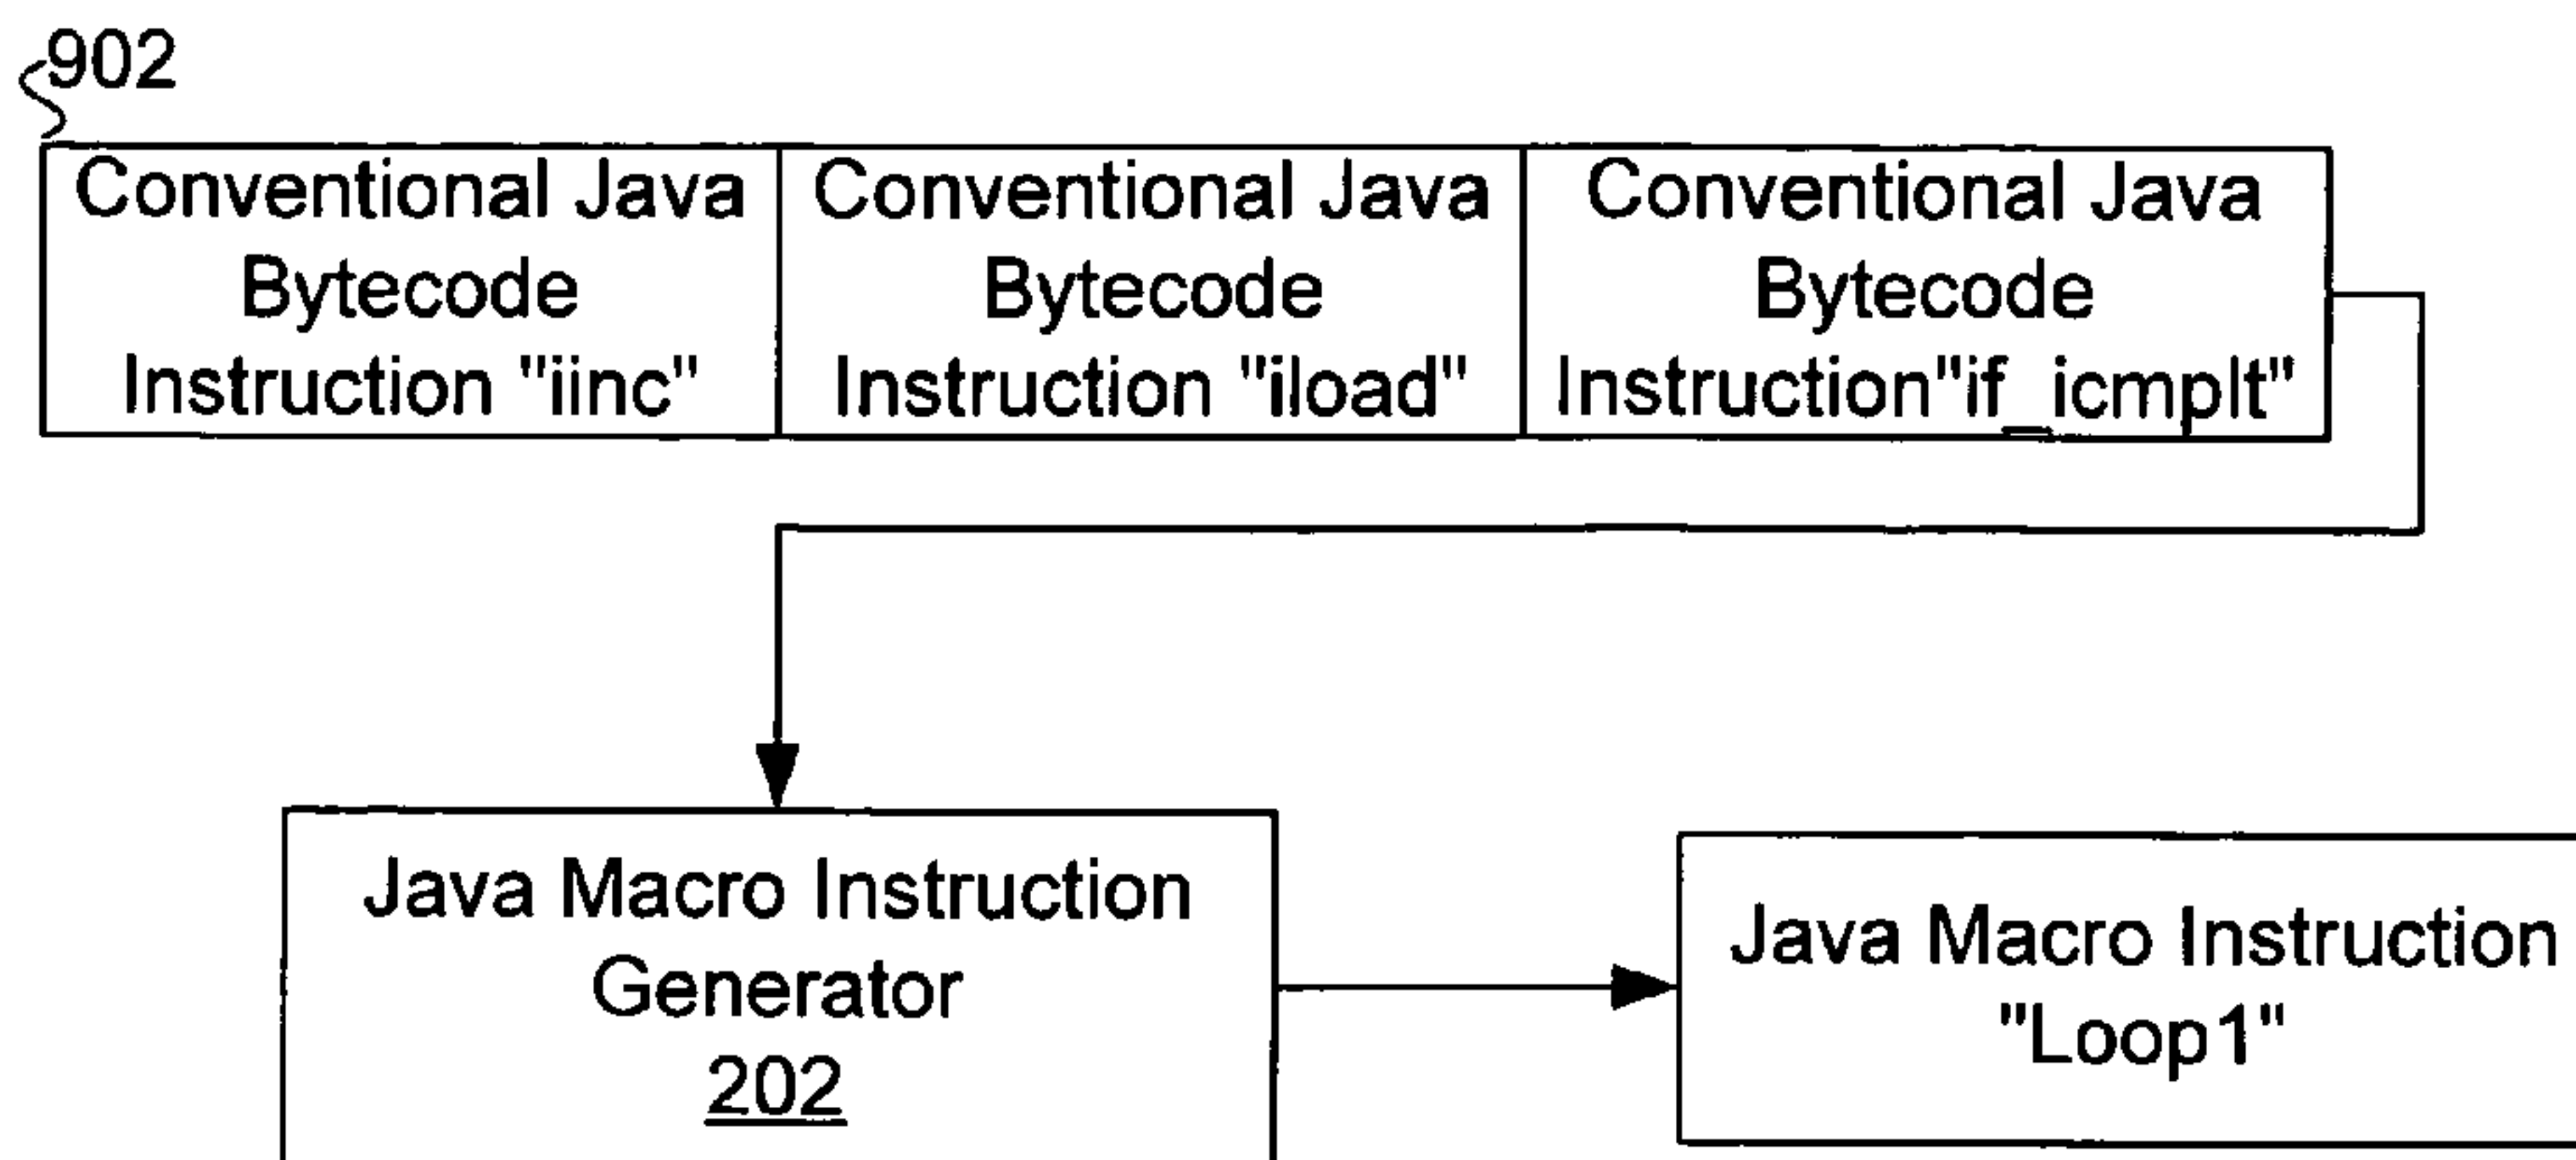 902
Conventional Java
Bytecode
Instruction "iinc"
Conventional Java
Bytecode
Instruction "iload"
Conventional Java
Bytecode
Instruction"if_icmplt"
Java Macro Instruction
Generator
202
Java Macro Instruction
"Loop1"